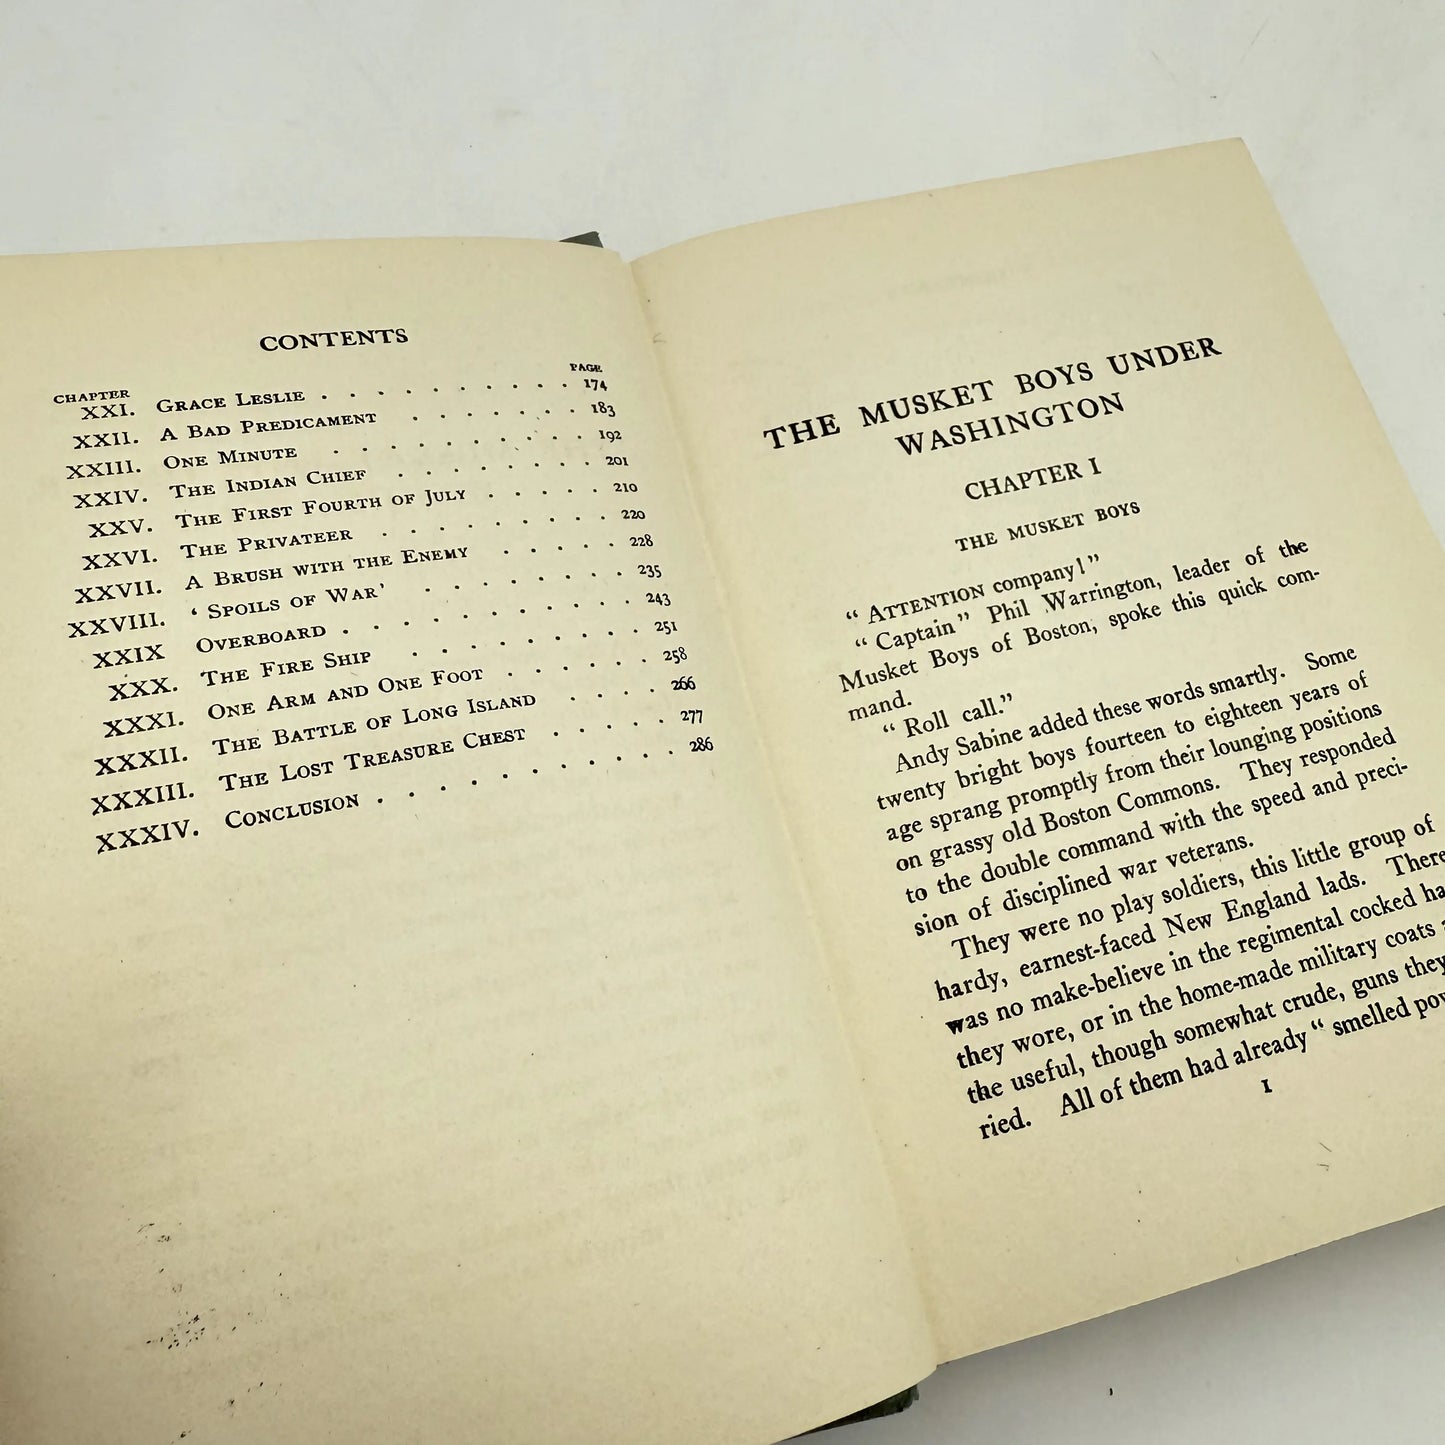 CONTENTS
CHAPTER PAGE
XXI. GRACE LESLIE . . . . . . . . . 174
XXII. A BAD PREDICAMENT . . . . . . . 183
XXIII. ONE MINUTE . . . . . . . . . 192
XXIV. THE INDIAN CHIEF . . . . . . . 201
XXV. THE FIRST FOURTH OF JULY . . . . . 210
XXVI. THE PRIVATEER . . . . . . . . 220
XXVII. A BRUSH WITH THE ENEMY . . . . . 228
XXVIII. ‘ SPOILS OF WAR’ . . . . . . . 235
XXIX OVERBOARD . . . . . . . . . 243
XXX. THE FIRE SHIP . . . . . . . . 251
XXXI. ONE ARM AND ONE FOOT . . . . . 258
XXXII. THE BATTLE OF LONG ISLAND . . . . 266
XXXIII. THE LOST TREASURE CHEST . . . . . 277
XXXIV. CONCLUSION . . . . . . . . . . 286
THE MUSKET BOYS UNDER
WASHINGTON
CHAPTER I
THE MUSKET BOYS
“ ATTENTION company!”
“ Captain” Phil Warrington, leader of the
Musket Boys of Boston, spoke this quick com-
mand.
“ Roll call.”
Andy Sabine added these words smartly. Some
twenty bright boys fourteen to eighteen years of
age sprang promptly from their lounging positions
on grassy old Boston Commons. They responded
to the double command with the speed and preci-
sion of disciplined war veterans.
They were no play soldiers, this little group of
hardy, earnest-faced New England lads. There
was no make-believe in the regimental cocked
they wore, or in the home-made military coats
the useful, though somewhat crude, guns they
ried. All of them had already “ smelled
1